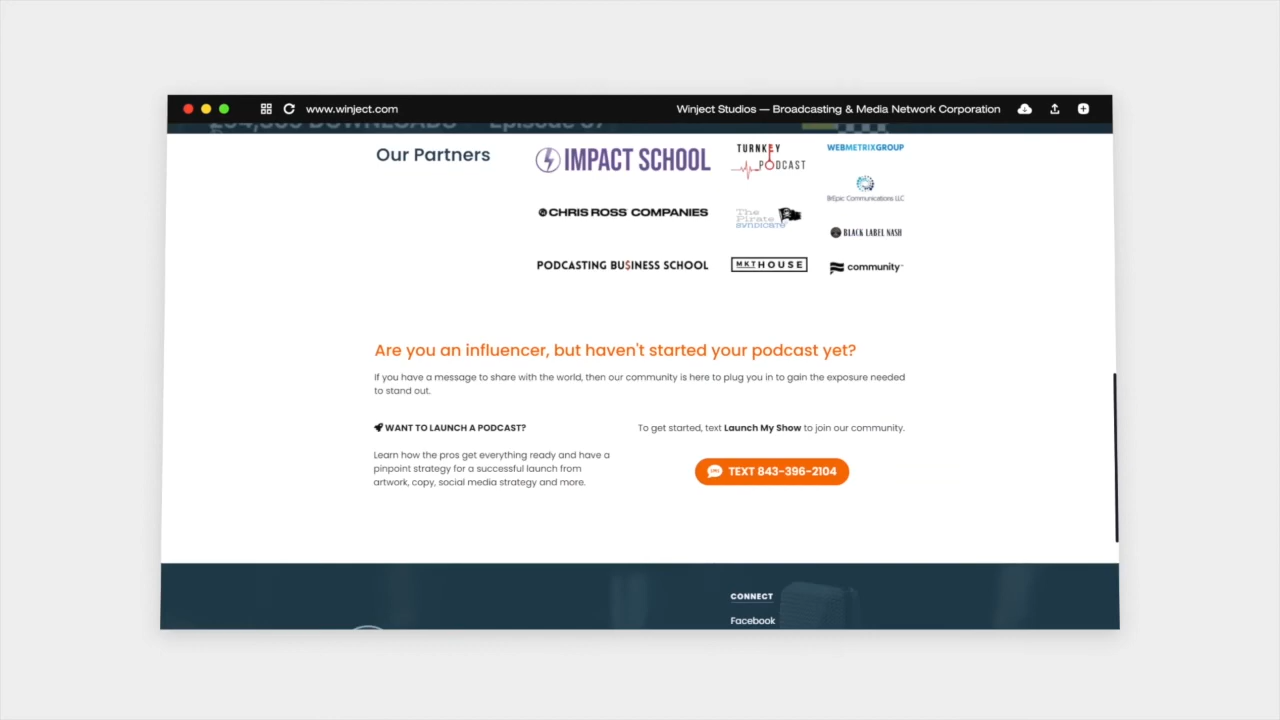 www.winject.com
Winject Studios — Broadcasting & Media Network Corporation
DOWNLOADS
Our Partners
IMPACT SCHOOL
TURNKEY
PODCAST
WEBMETRIXGROUP
CHRIS ROSS COMPANIES
The
Pirate
SYNDICATE
BrEpic Communications LLC
BLACK LABEL NASH
PODCASTING BU$INESS SCHOOL
MKTHOUSE
community
Are you an influencer, but haven't started your podcast yet?
If you have a message to share with the world, then our community is here to plug you in to gain the exposure needed
to stand out.
WANT TO LAUNCH A PODCAST?
Learn how the pros get everything ready and have a
pinpoint strategy for a successful launch from
artwork, copy, social media strategy and more.
To get started, text Launch My Show to join our community.
TEXT 843-396-2104
CONNECT
Facebook